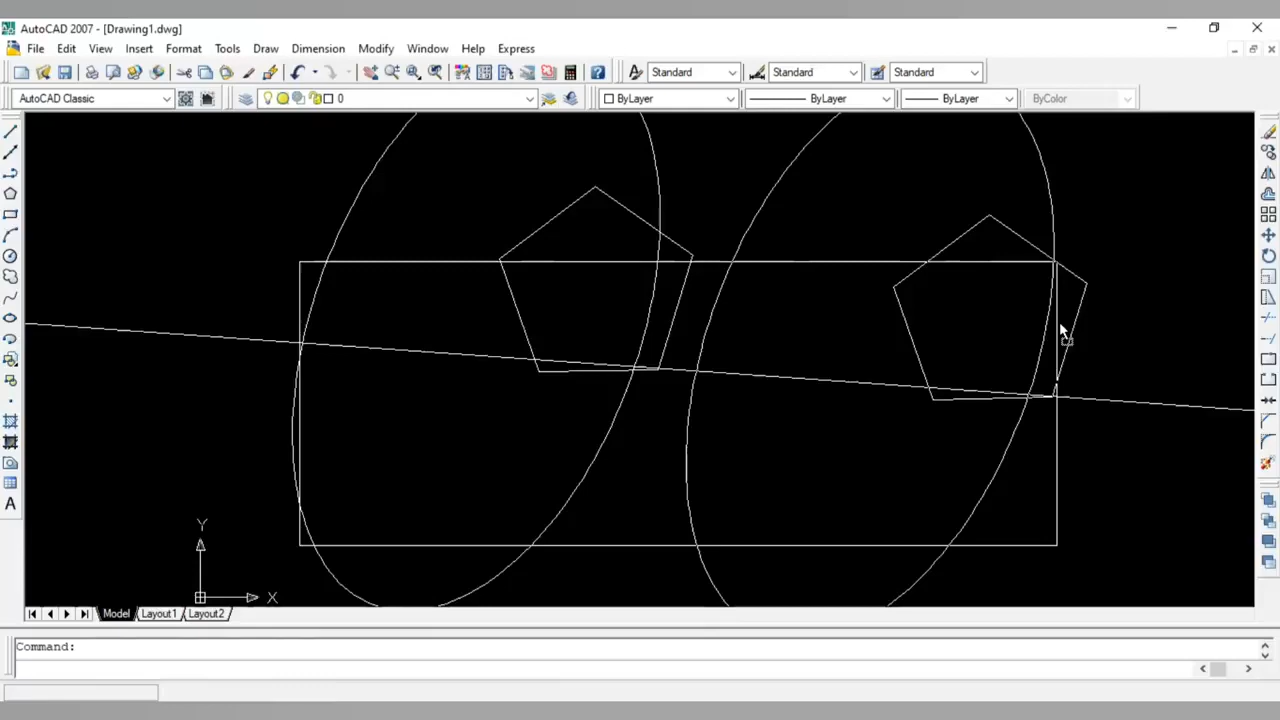 AutoCAD 2007 - [Drawing1.dwg]
File Edit View Insert Format Tools Draw Dimension Modify Window Help Express
Standard Standard Standard
AutoCAD Classic 0 ByLayer ByLayer ByLayer ByColor
A
Y
X
Model Layout1 Layout2
Command: